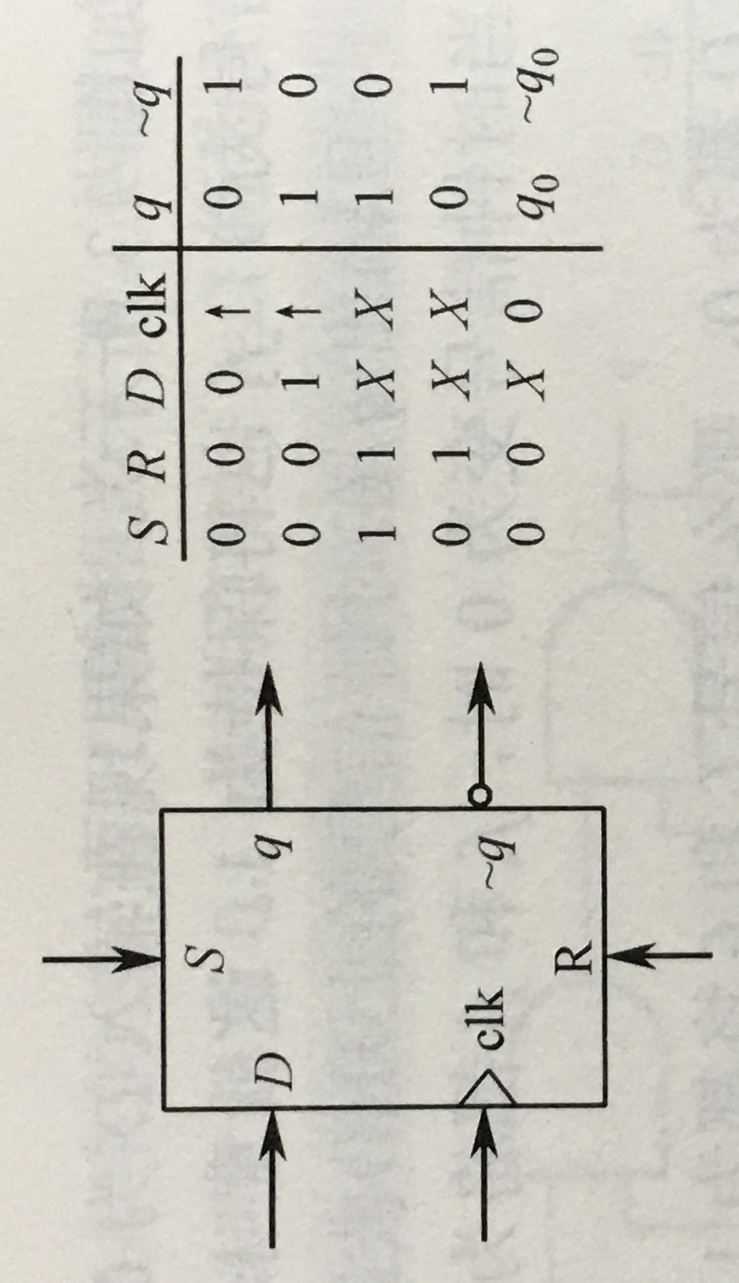 S
D q
clk ~q
R
S R D clk q ~q
0 0 0 ↑ 0 1
0 0 1 ↑ 1 0
1 1 X X 1 0
0 1 X X 0 1
0 0 X 0 q₀ ~q₀